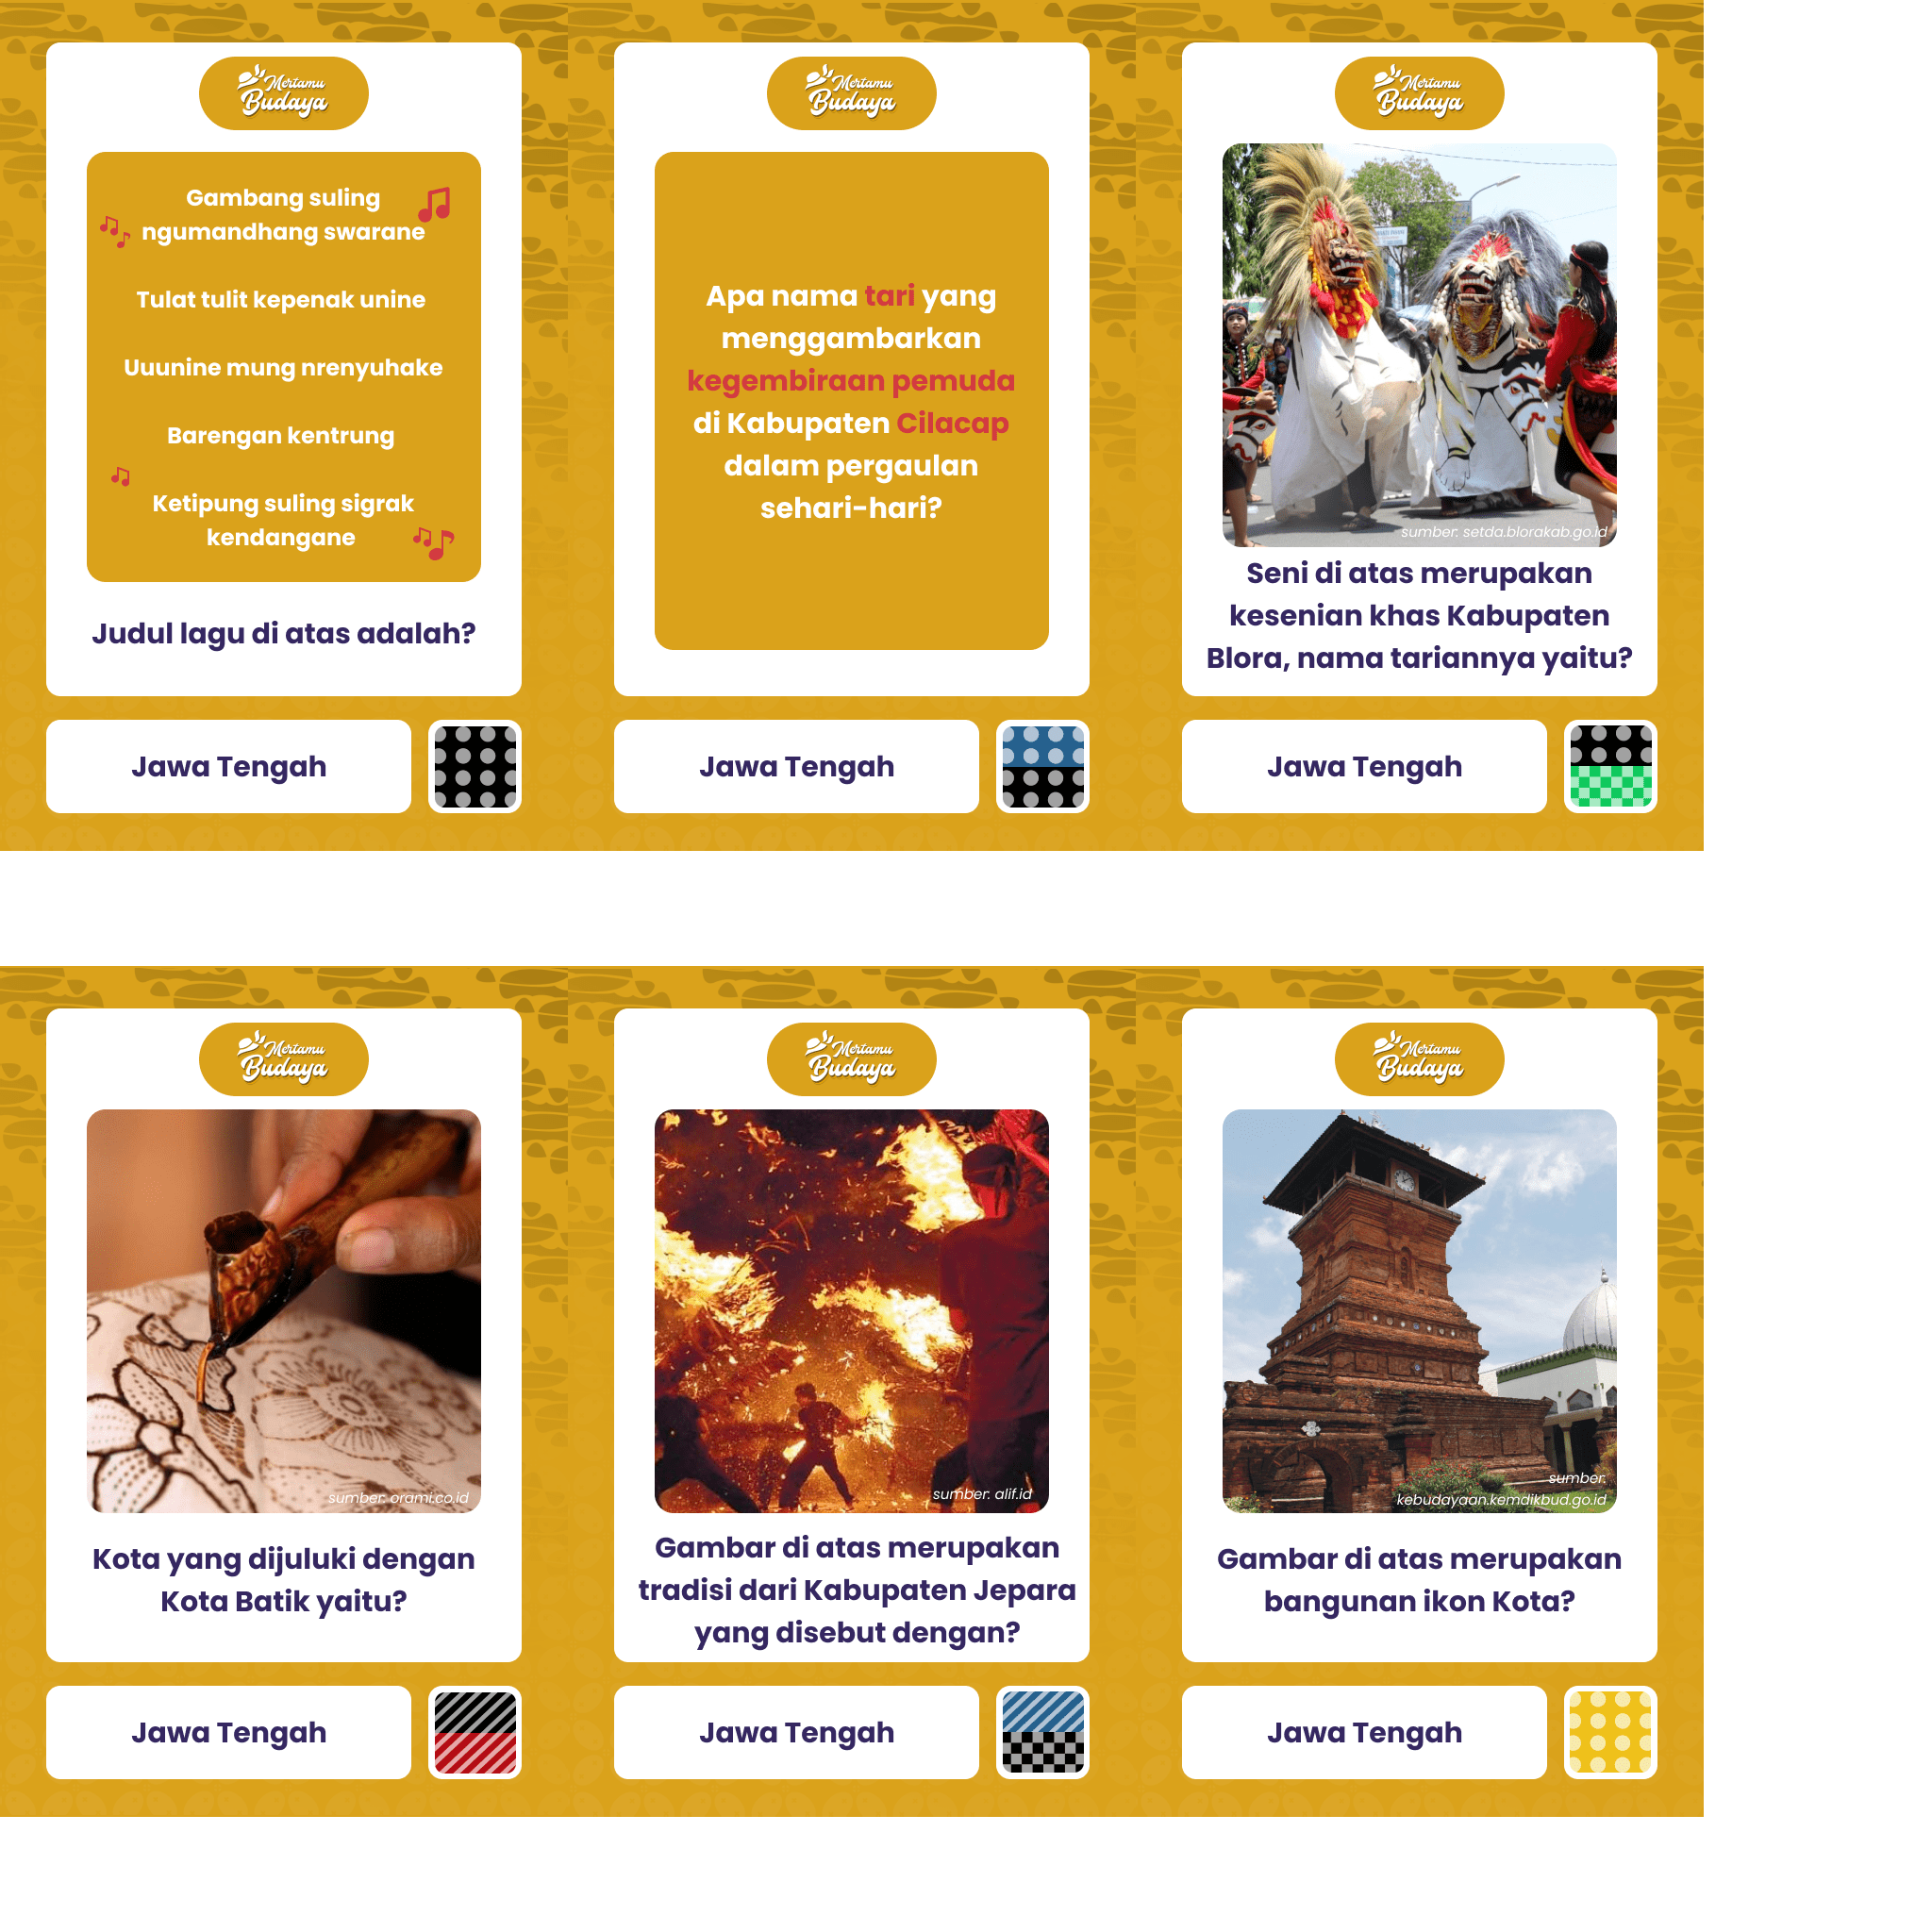 Mertamu
Budaya
Gambang suling
ngumandhang swarane
Tulat tulit kepenak unine
Uuunine mung nrenyuhake
Barengan kentrung
Ketipung suling sigrak
kendangane
Judul lagu di atas adalah?
Jawa Tengah
Mertamu
Budaya
Apa nama tari yang
menggambarkan
kegembiraan pemuda
di Kabupaten Cilacap
dalam pergaulan
sehari-hari?
Jawa Tengah
Mertamu
Budaya
sumber: setda.blorakab.go.id
Seni di atas merupakan
kesenian khas Kabupaten
Blora, nama tariannya yaitu?
Jawa Tengah
Mertamu
Budaya
sumber: orami.co.id
Kota yang dijuluki dengan
Kota Batik yaitu?
Jawa Tengah
Mertamu
Budaya
sumber: alif.id
Gambar di atas merupakan
tradisi dari Kabupaten Jepara
yang disebut dengan?
Jawa Tengah
Mertamu
Budaya
sumber:
kebudayaan.kemdikbud.go.id
Gambar di atas merupakan
bangunan ikon Kota?
Jawa Tengah